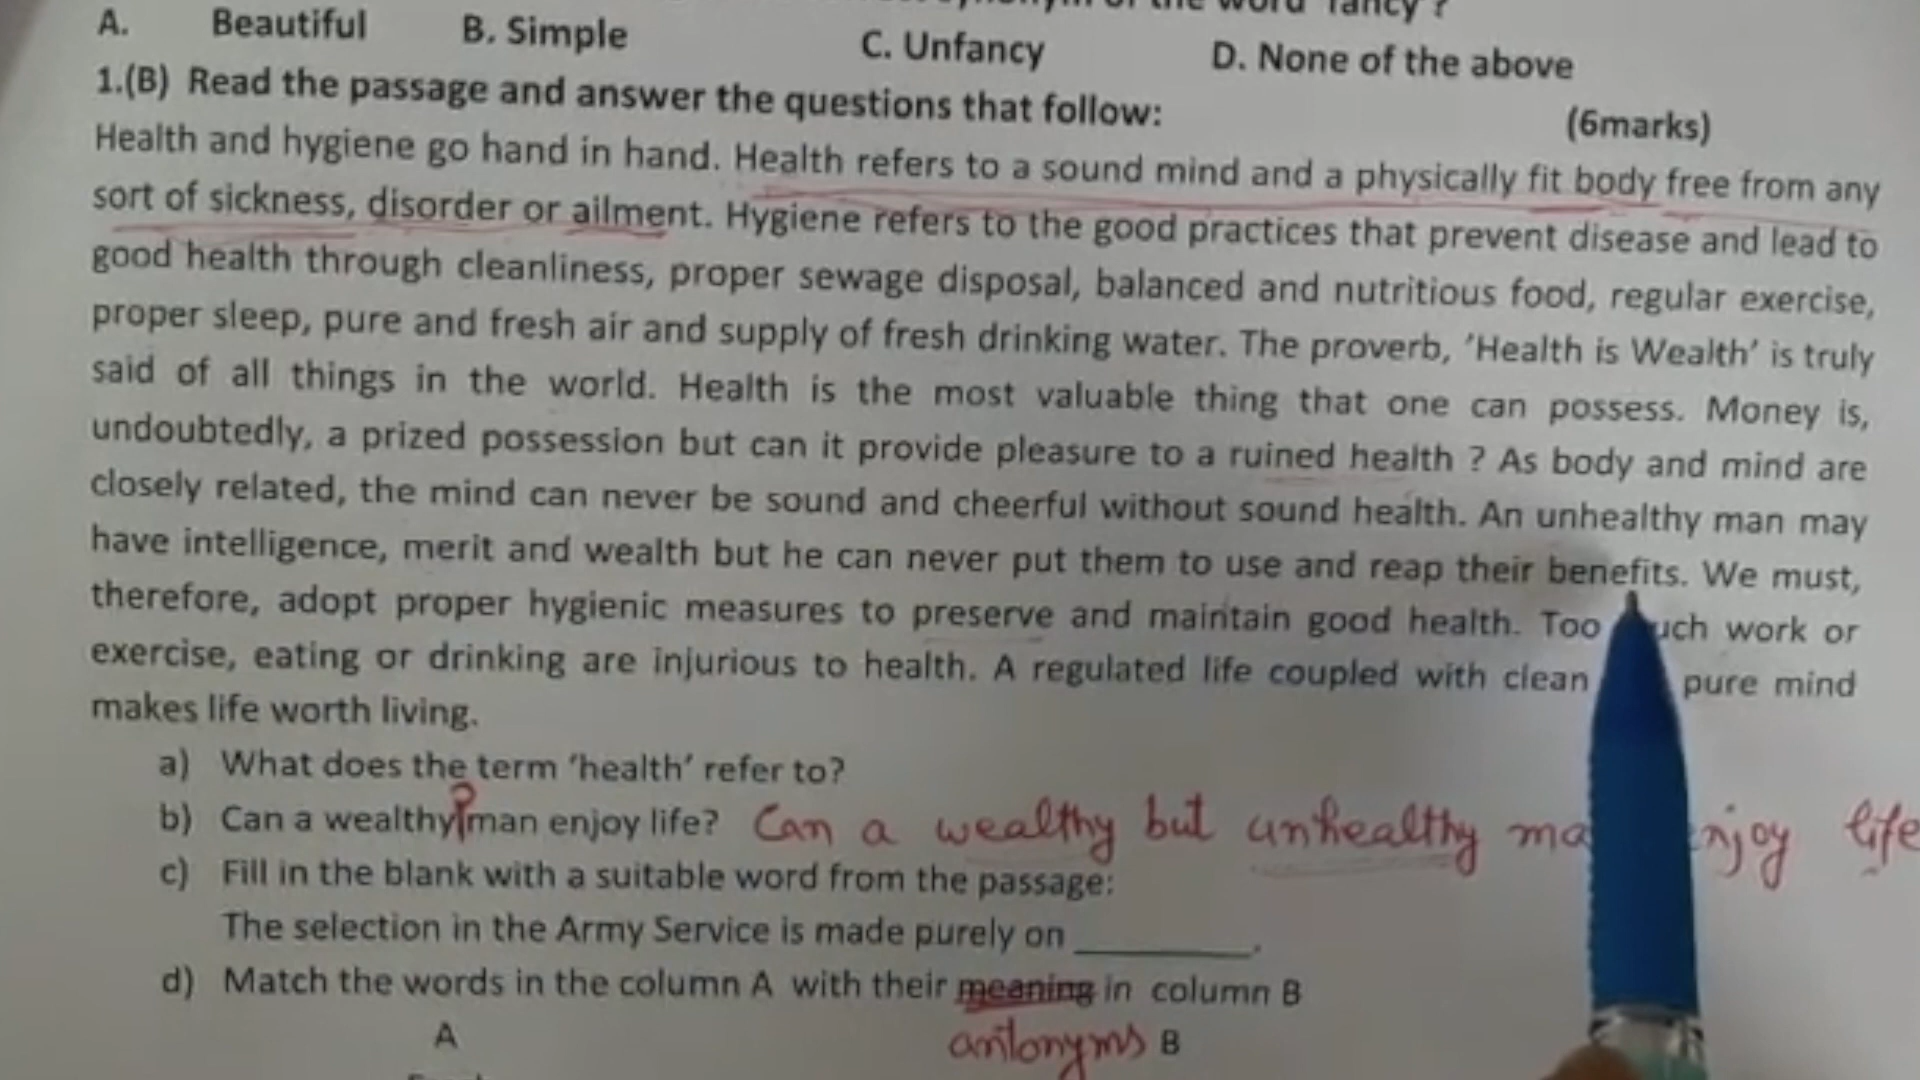 of the word 'fancy'?
A. Beautiful B. Simple C. Unfancy D. None of the above
1.(B) Read the passage and answer the questions that follow: (6marks)
Health and hygiene go hand in hand. Health refers to a sound mind and a physically fit body free from any
sort of sickness, disorder or ailment. Hygiene refers to the good practices that prevent disease and lead to
good health through cleanliness, proper sewage disposal, balanced and nutritious food, regular exercise,
proper sleep, pure and fresh air and supply of fresh drinking water. The proverb, 'Health is Wealth' is truly
said of all things in the world. Health is the most valuable thing that one can possess. Money is,
undoubtedly, a prized possession but can it provide pleasure to a ruined health ? As body and mind are
closely related, the mind can never be sound and cheerful without sound health. An unhealthy man may
have intelligence, merit and wealth but he can never put them to use and reap their benefits. We must,
therefore, adopt proper hygienic measures to preserve and maintain good health. Too work or
exercise, eating or drinking are injurious to health. A regulated life coupled with clean pure mind
makes life worth living.
a) What does the term 'health' refer to?
b) Can a wealthy man enjoy life? Can a wealthy but unhealthy life
c) Fill in the blank with a suitable word from the passage:
The selection in the Army Service is made purely on ________.
d) Match the words in the column A with their meaning in column B
A antonyms B